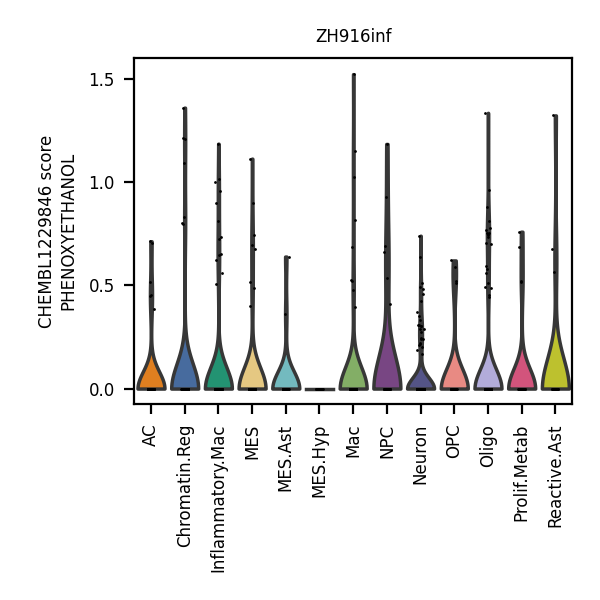 ZH916inf
CHEMBL1229846 score
PHENOXYETHANOL
1.5
1.0
0.5
0.0
AC
Chromatin.Reg
Inflammatory.Mac
MES
MES.Ast
MES.Hyp
Mac
NPC
Neuron
OPC
Oligo
Prolif.Metab
Reactive.Ast